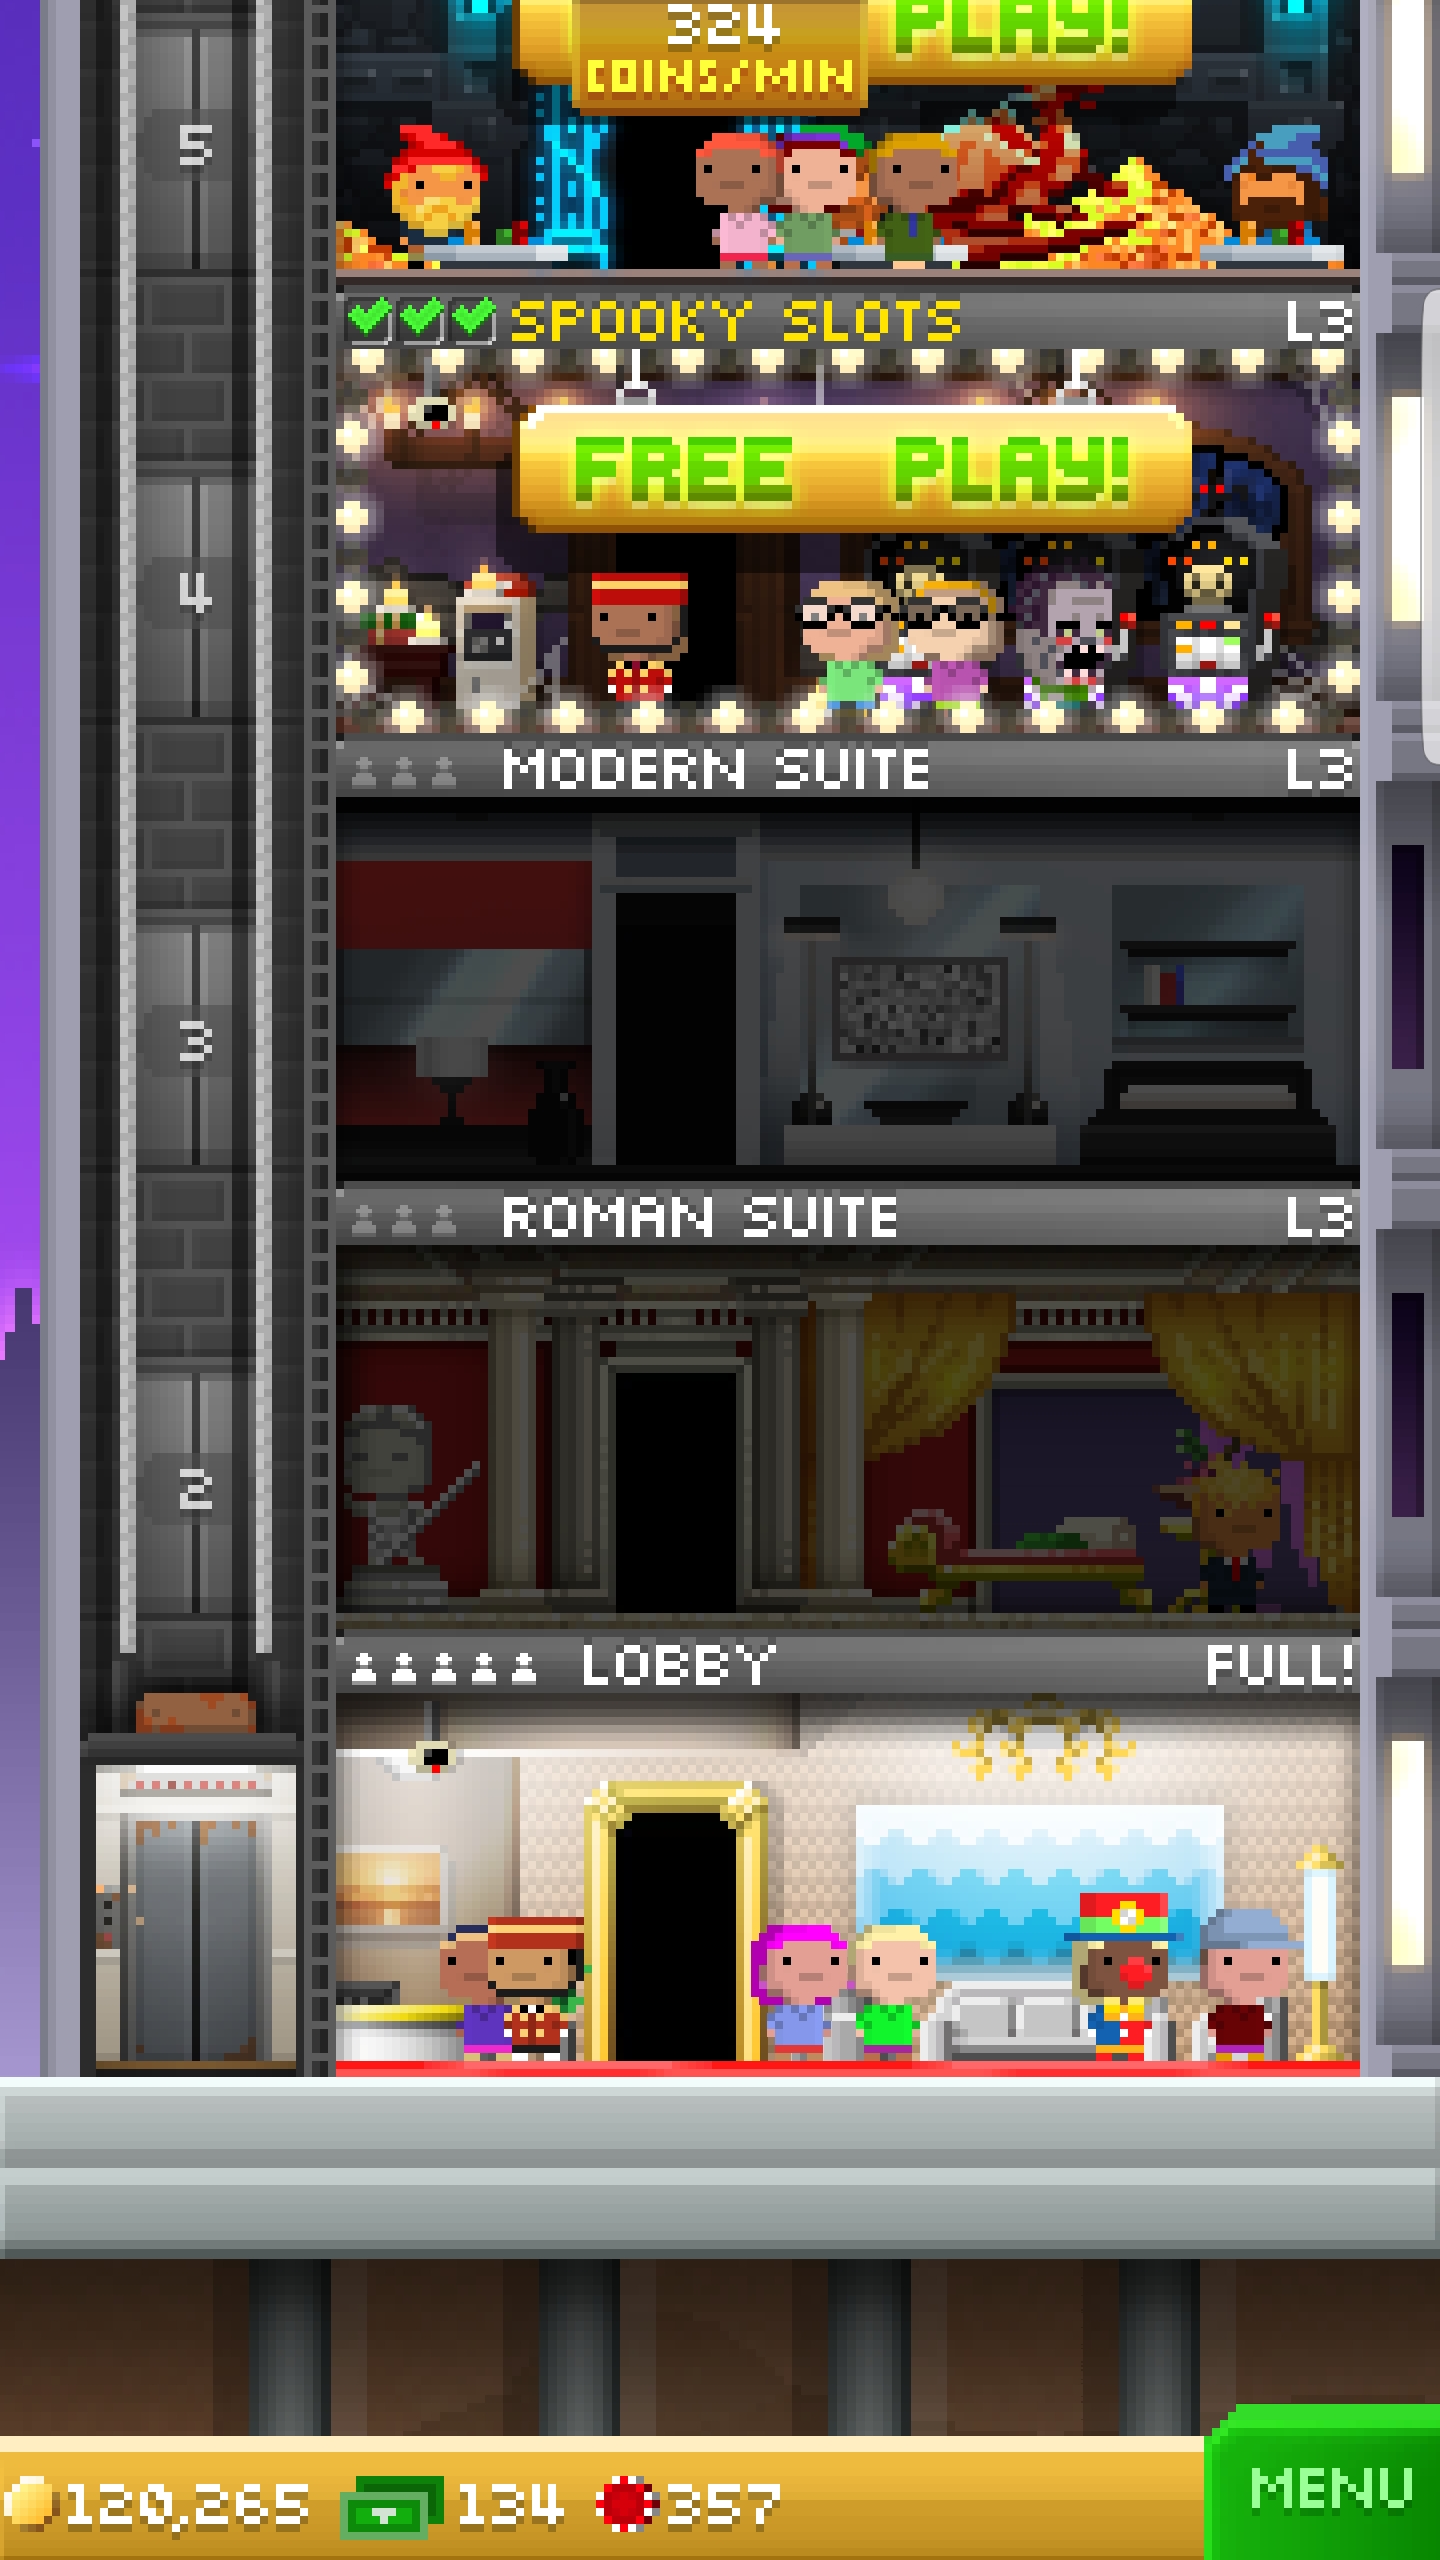 324
COINS/MIN
PLAY!
5
SPOOKY SLOTS L3
FREE PLAY!
4
MODERN SUITE L3
3
ROMAN SUITE L3
2
LOBBY FULL!
120,265 134 357
MENU